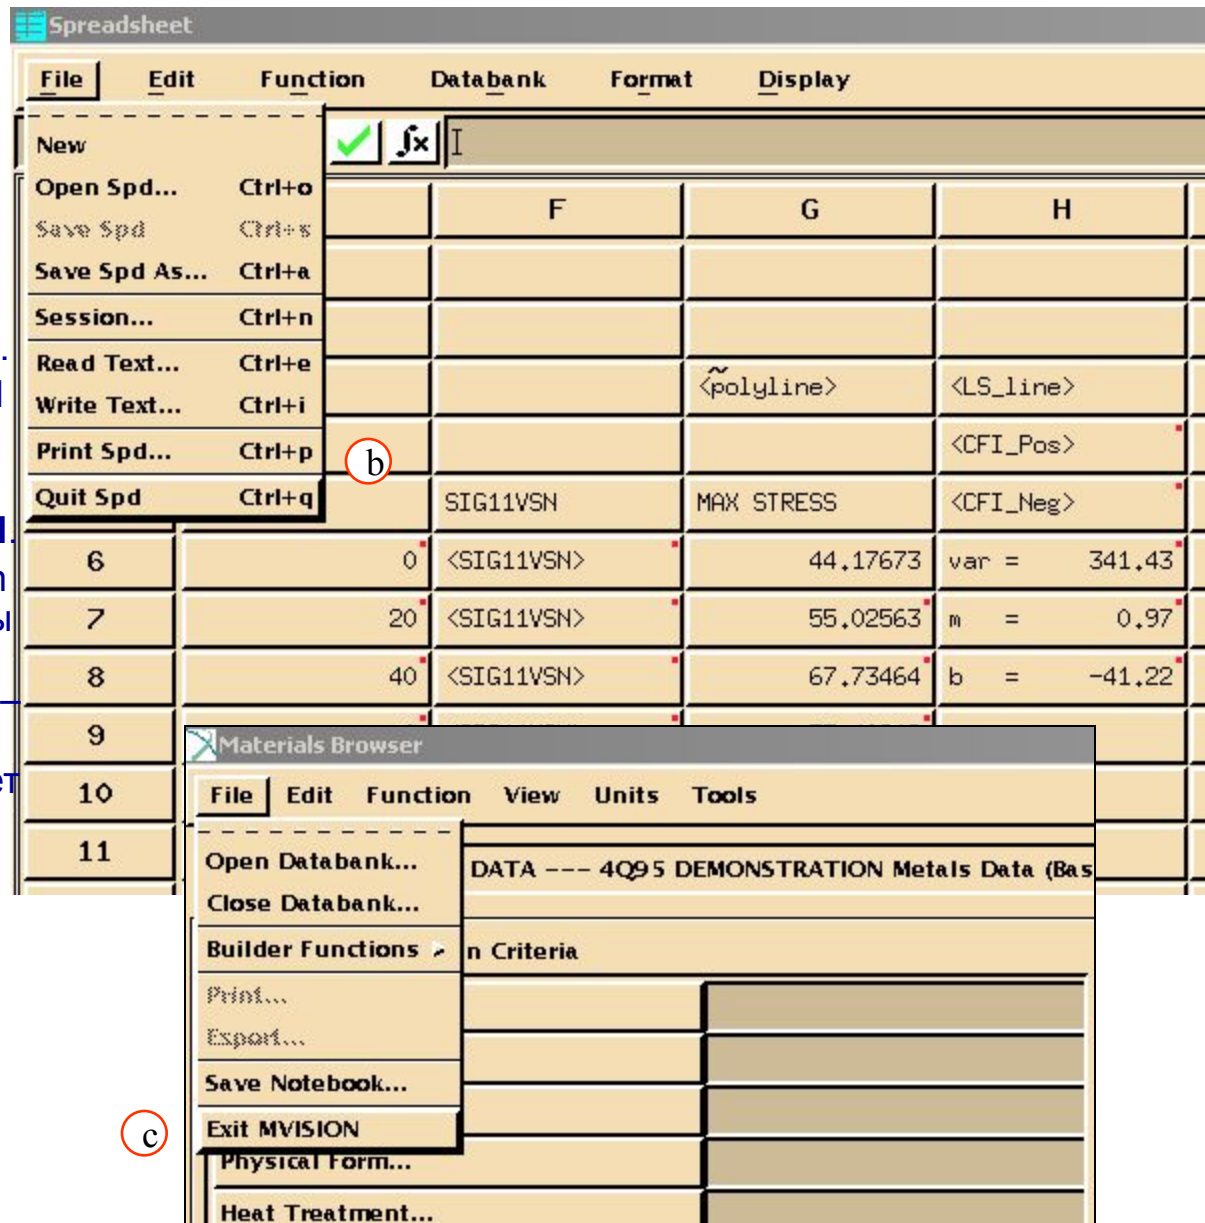 Spreadsheet
File Edit Function Databank Format Display
New
Open Spd... Ctrl+o
Save Spd Ctrl+s
Save Spd As... Ctrl+a
Session... Ctrl+n
Read Text... Ctrl+e
Write Text... Ctrl+i
Print Spd... Ctrl+p
Quit Spd Ctrl+q
b
F G H
<polyline> <LS_line>
<CFI_Pos>
SIG11VSN MAX STRESS <CFI_Neg>
6 0 <SIG11VSN> 44.17673 var = 341.43
7 20 <SIG11VSN> 55.02563 m = 0.97
8 40 <SIG11VSN> 67.73464 b = -41.22
9
10
11
ы
ет
Materials Browser
File Edit Function View Units Tools
Open Databank...
Close Databank...
Builder Functions
Print...
Export...
Save Notebook...
Exit MVISION
c
DATA --- 4Q95 DEMONSTRATION Metals Data (Bas
n Criteria
Physical Form...
Heat Treatment...